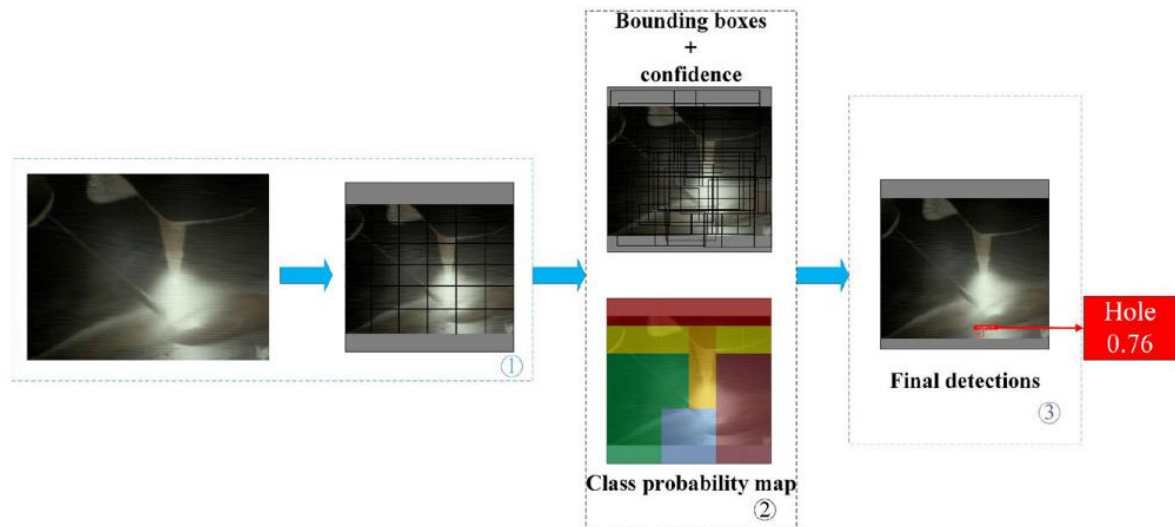 Bounding boxes
+
confidence
①
Class probability map
②
Final detections
③
Hole
0.76